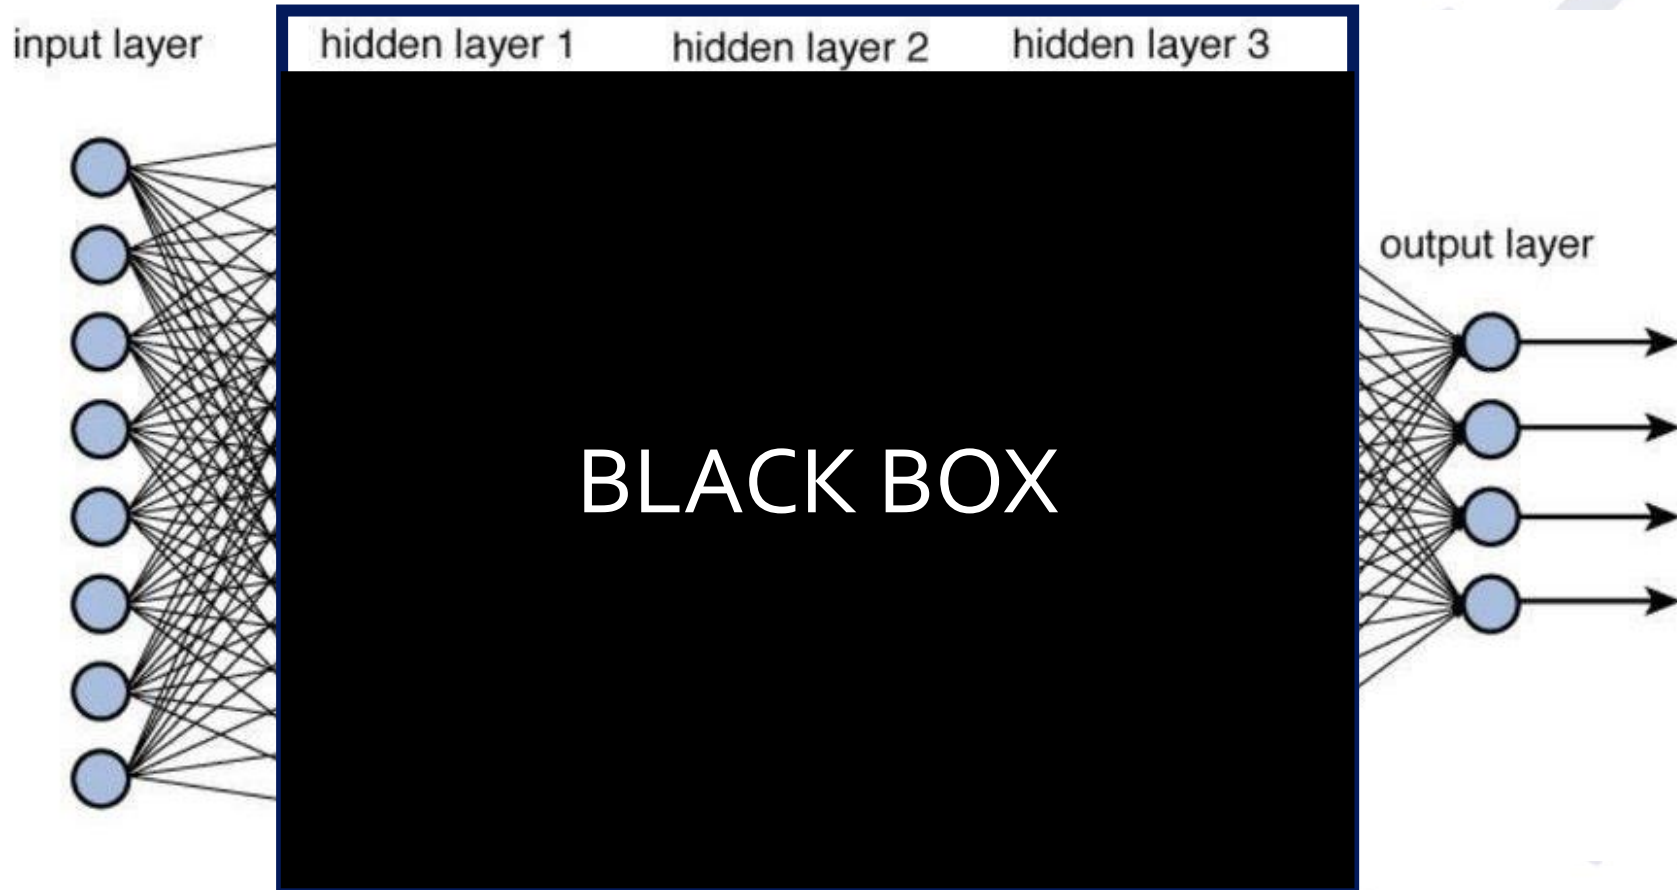 input layer
hidden layer 1
hidden layer 2
hidden layer 3
output layer
BLACK BOX